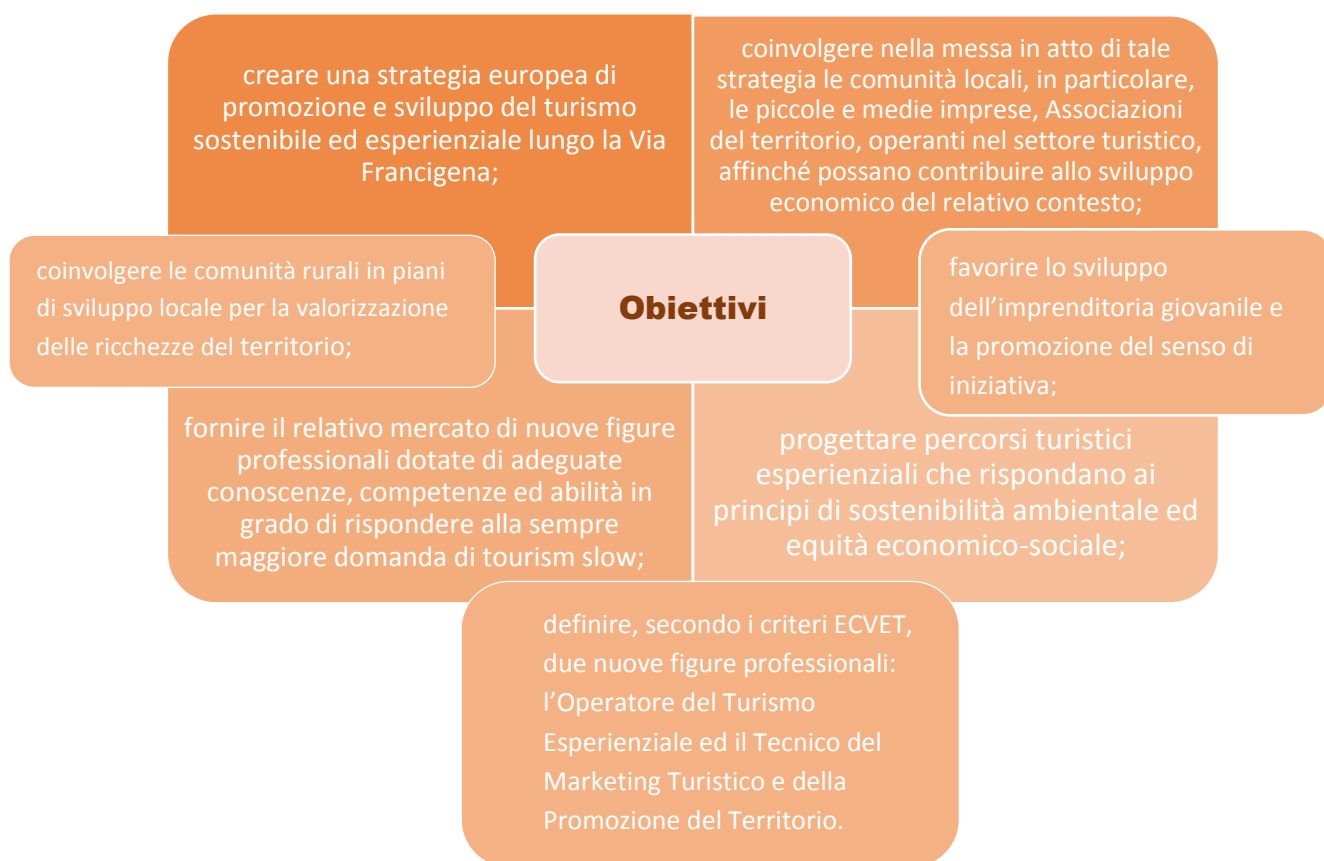 creare una strategia europea di
promozione e sviluppo del turismo
sostenibile ed esperienziale lungo la Via
Francigena;
coinvolgere nella messa in atto di tale
strategia le comunità locali, in particolare,
le piccole e medie imprese, Associazioni
del territorio, operanti nel settore turistico,
affinché possano contribuire allo sviluppo
economico del relativo contesto;
coinvolgere le comunità rurali in piani
di sviluppo locale per la valorizzazione
delle ricchezze del territorio;
Obiettivi
favorire lo sviluppo
dell’imprenditoria giovanile e
la promozione del senso di
iniziativa;
fornire il relativo mercato di nuove figure
professionali dotate di adeguate
conoscenze, competenze ed abilità in
grado di rispondere alla sempre
maggiore domanda di tourism slow;
progettare percorsi turistici
esperienziali che rispondano ai
principi di sostenibilità ambientale ed
equità economico-sociale;
definire, secondo i criteri ECVET,
due nuove figure professionali:
l’Operatore del Turismo
Esperienziale ed il Tecnico del
Marketing Turistico e della
Promozione del Territorio.